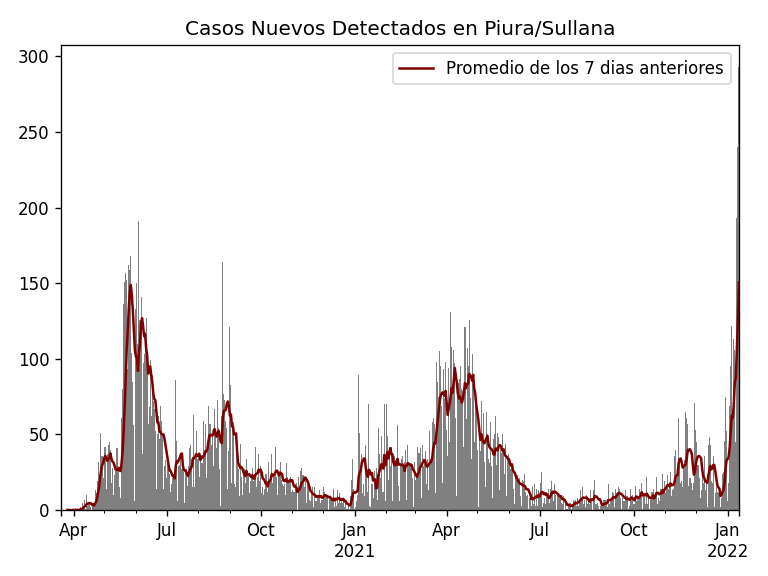 Casos Nuevos Detectados en Piura/Sullana
Promedio de los 7 dias anteriores
300
250
200
150
100
50
0
Apr Jul Oct Jan Apr Jul Oct Jan
2021 2022